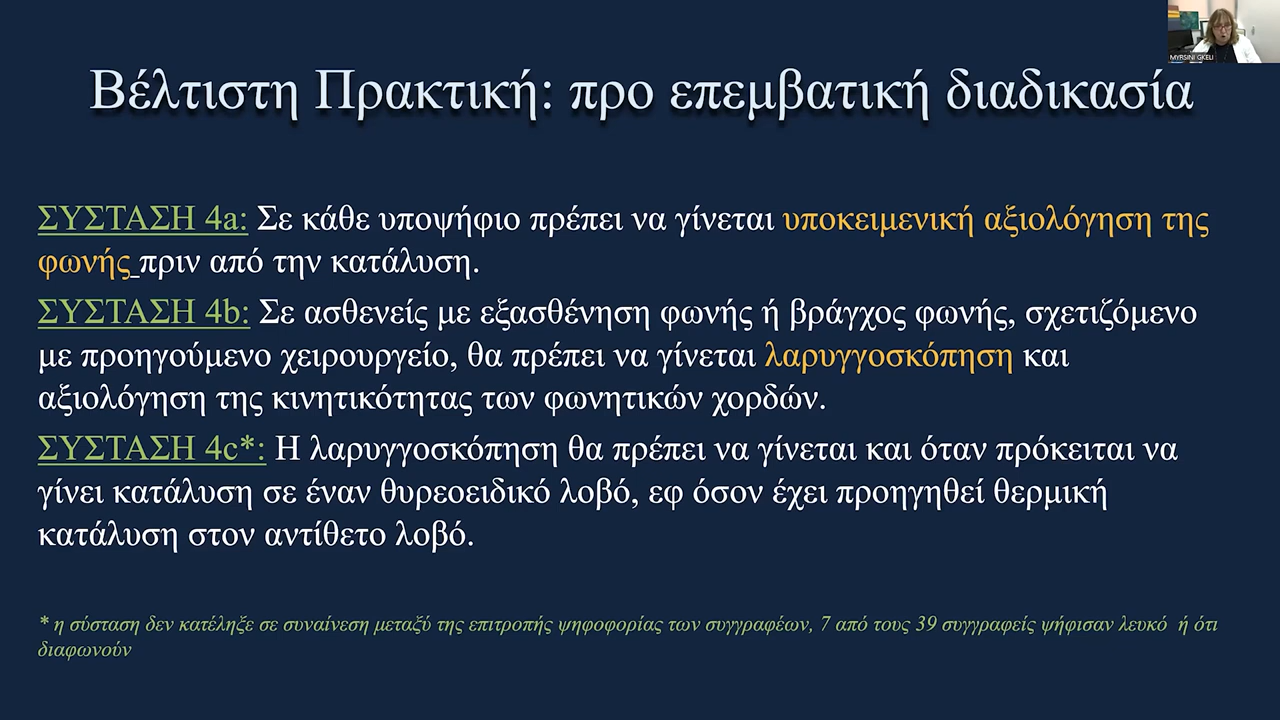 MYRSINI GKELI
Βέλτιστη Πρακτική: προ επεμβατική διαδικασία
ΣΥΣΤΑΣΗ 4a: Σε κάθε υποψήφιο πρέπει να γίνεται υποκειμενική αξιολόγηση της
φωνής πριν από την κατάλυση.
ΣΥΣΤΑΣΗ 4b: Σε ασθενείς με εξασθένηση φωνής ή βράγχος φωνής, σχετιζόμενο
με προηγούμενο χειρουργείο, θα πρέπει να γίνεται λαρυγγοσκόπηση και
αξιολόγηση της κινητικότητας των φωνητικών χορδών.
ΣΥΣΤΑΣΗ 4c*: Η λαρυγγοσκόπηση θα πρέπει να γίνεται και όταν πρόκειται να
γίνει κατάλυση σε έναν θυρεοειδικό λοβό, εφ όσον έχει προηγηθεί θερμική
κατάλυση στον αντίθετο λοβό.
* η σύσταση δεν κατέληξε σε συναίνεση μεταξύ της επιτροπής ψηφοφορίας των συγγραφέων, 7 από τους 39 συγγραφείς ψήφισαν λευκό ή ότι
διαφωνούν